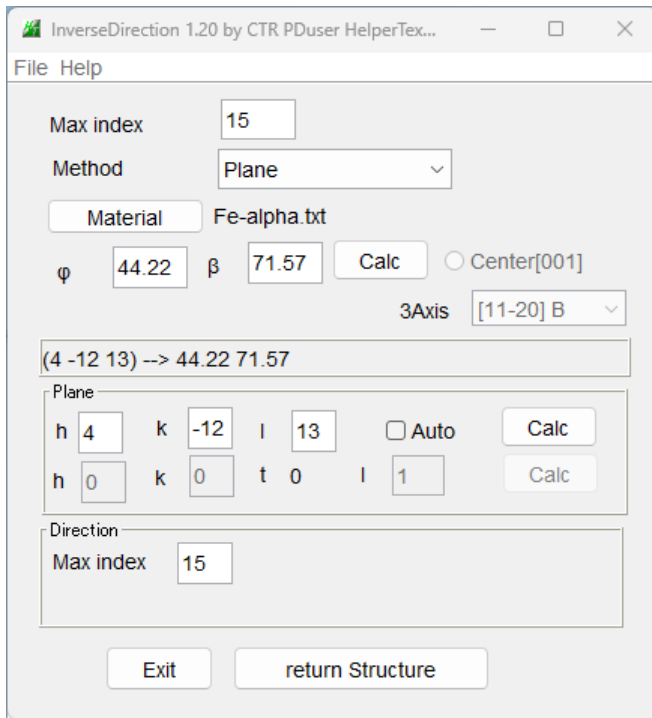 InverseDirection 1.20 by CTR PDuser HelperTex...
File Help
Max index 15
Method Plane
Material Fe-alpha.txt
φ 44.22 β 71.57 Calc Center[001]
3Axis [11-20] B
(4 -12 13) --> 44.22 71.57
Plane
h 4 k -12 l 13 Auto Calc
h 0 k 0 t 0 l 1 Calc
Direction
Max index 15
Exit return Structure